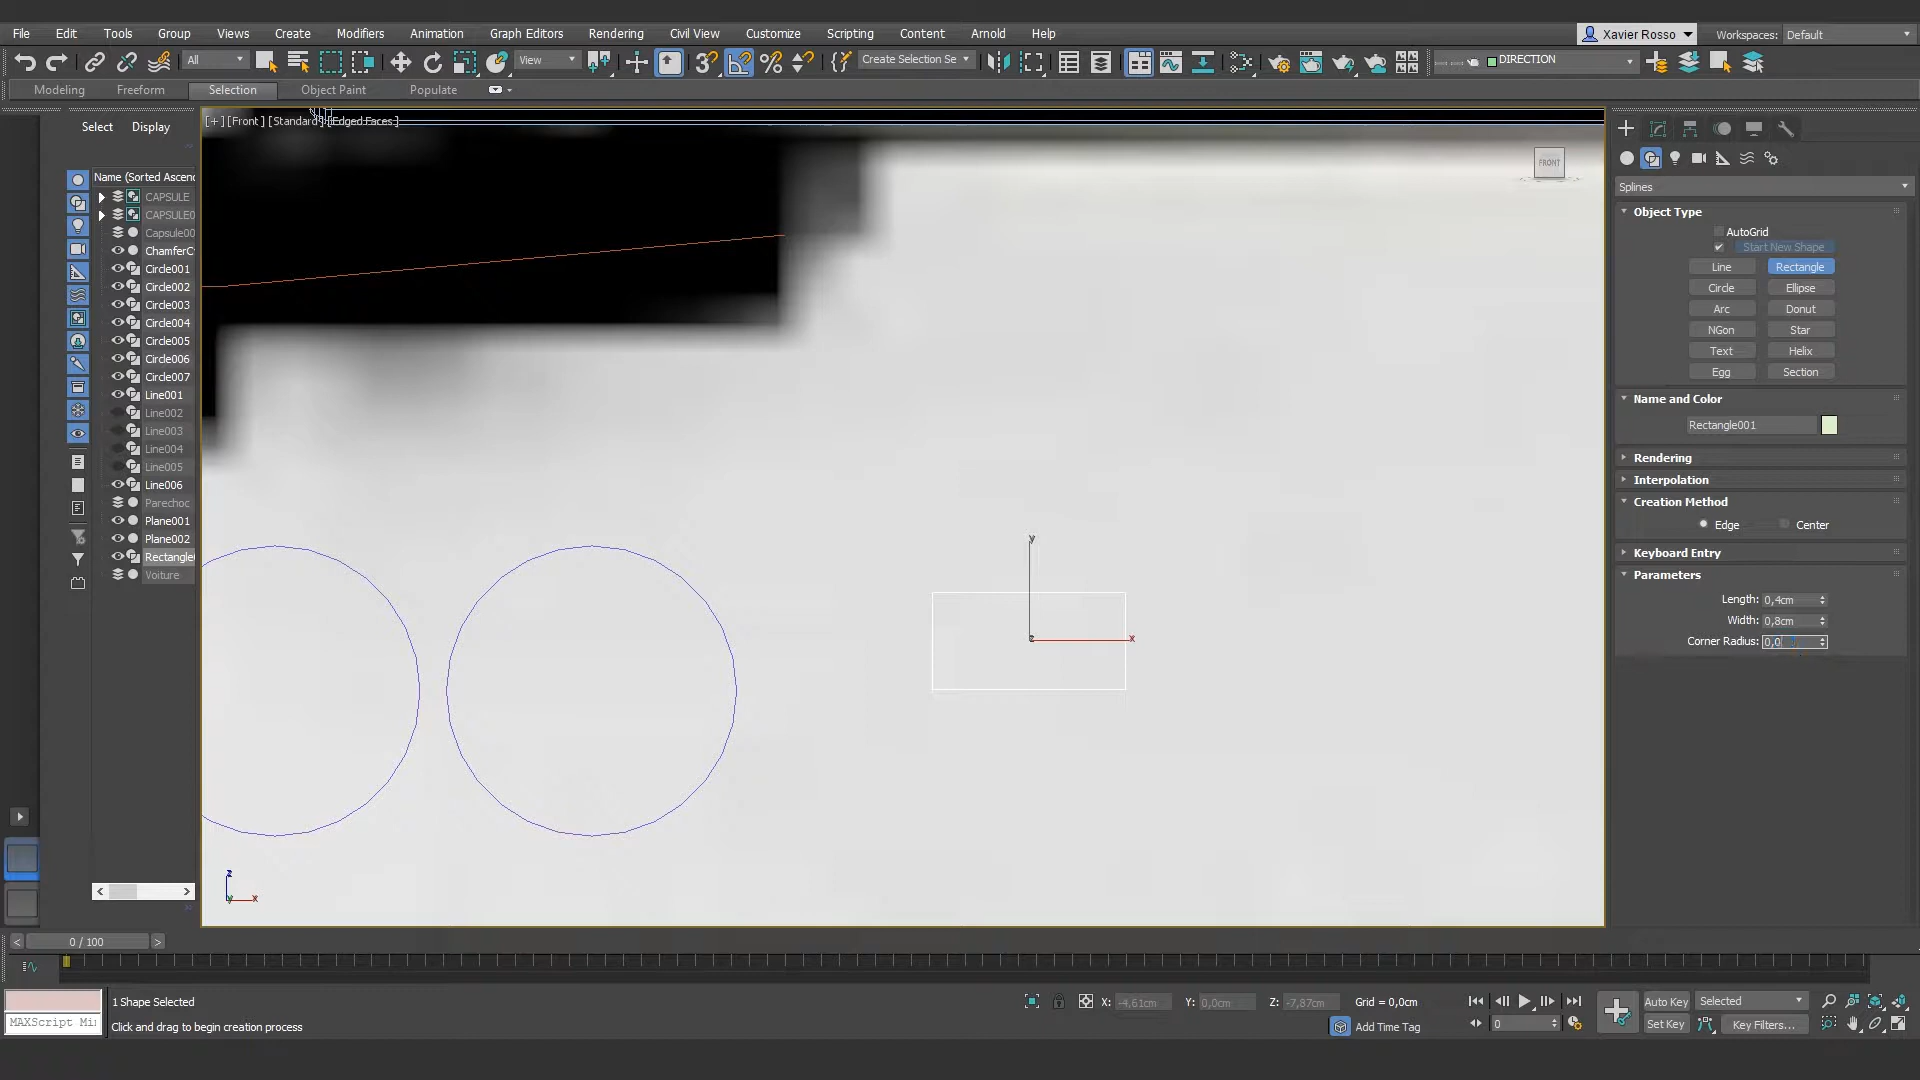 File Edit Tools Group Views Create Modifiers Animation Graph Editors Rendering Civil View Customize Scripting Content Arnold Help
Xavier Rosso Workspaces: Default
All View Create Selection Se DIRECTION
Modeling Freeform Selection Object Paint Populate
[+] [Front] [Standard] [Edged Faces]
Select Display
FRONT
Name (Sorted Ascen
CAPSULE
CAPSULE0
Capsule00
ChamferC
Circle001
Circle002
Circle003
Circle004
Circle005
Circle006
Circle007
Line001
Line002
Line003
Line004
Line005
Line006
Parechoc
Plane001
Plane002
Rectangle
Voiture
y
x
z
x
Splines
Object Type
AutoGrid
Start New Shape
Line Rectangle
Circle Ellipse
Arc Donut
NGon Star
Text Helix
Egg Section
Name and Color
Rectangle001
Rendering
Interpolation
Creation Method
Edge Center
Keyboard Entry
Parameters
Length: 0,4cm
Width: 0,8cm
Corner Radius: 0,0
< 0 / 100 >
1 Shape Selected
X: -4,61cm Y: 0,0cm Z: -7,87cm Grid = 0,0cm
Auto Key Selected
MAXScript Mi
Click and drag to begin creation process
Add Time Tag
0
Set Key Key Filters...